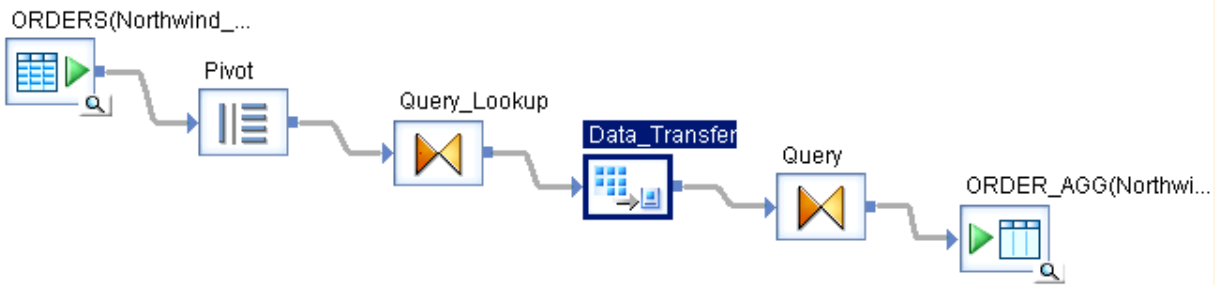 ORDERS(Northwind_...
Pivot
Query_Lookup
Data_Transfer
Query
ORDER_AGG(Northwi...